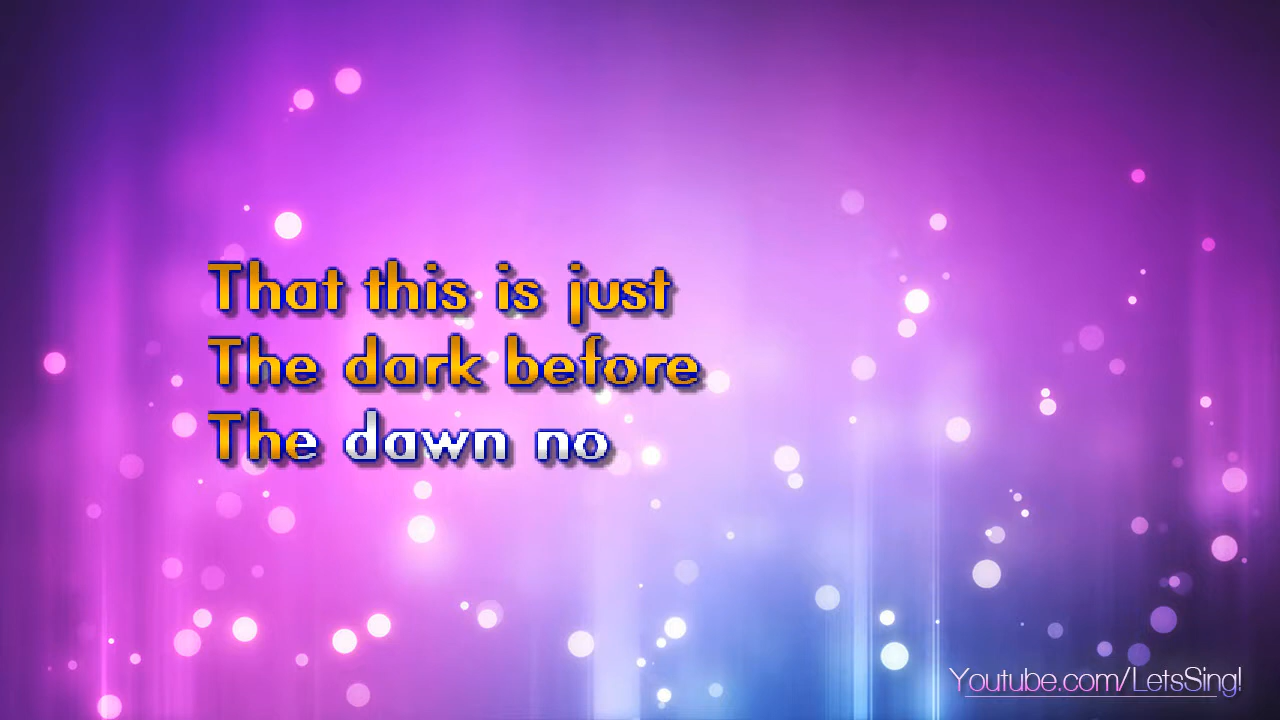 That this is just
The dark before
The dawn no
Youtube.com/LetsSing!